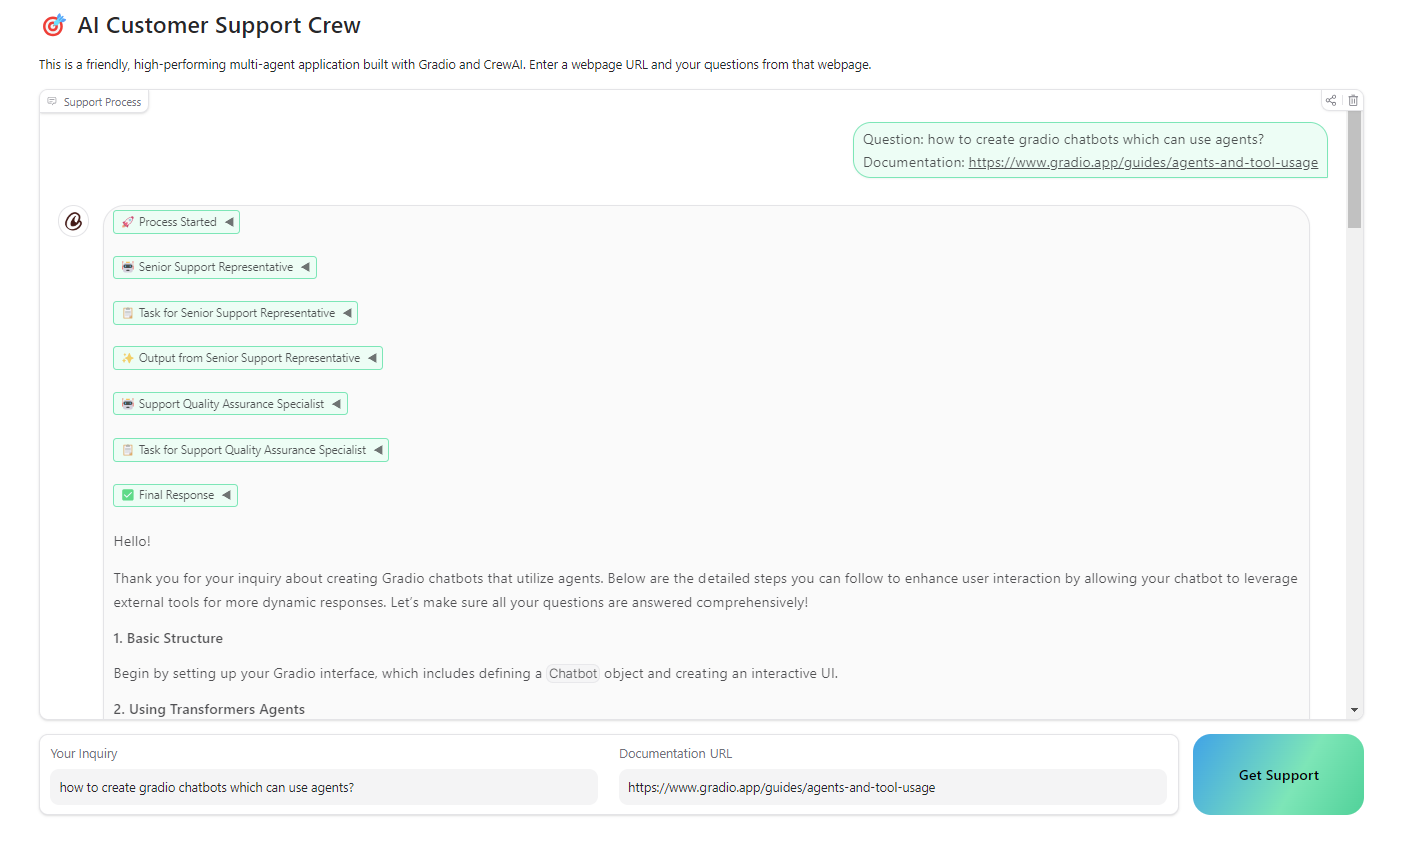 AI Customer Support Crew
This is a friendly, high-performing multi-agent application built with Gradio and CrewAI. Enter a webpage URL and your questions from that webpage.
Support Process
Question: how to create gradio chatbots which can use agents?
Documentation: https://www.gradio.app/guides/agents-and-tool-usage
Process Started
Senior Support Representative
Task for Senior Support Representative
Output from Senior Support Representative
Support Quality Assurance Specialist
Task for Support Quality Assurance Specialist
Final Response
Hello!
Thank you for your inquiry about creating Gradio chatbots that utilize agents. Below are the detailed steps you can follow to enhance user interaction by allowing your chatbot to leverage
external tools for more dynamic responses. Let’s make sure all your questions are answered comprehensively!
1. Basic Structure
Begin by setting up your Gradio interface, which includes defining a Chatbot object and creating an interactive UI.
2. Using Transformers Agents
Your Inquiry
how to create gradio chatbots which can use agents?
Documentation URL
https://www.gradio.app/guides/agents-and-tool-usage
Get Support